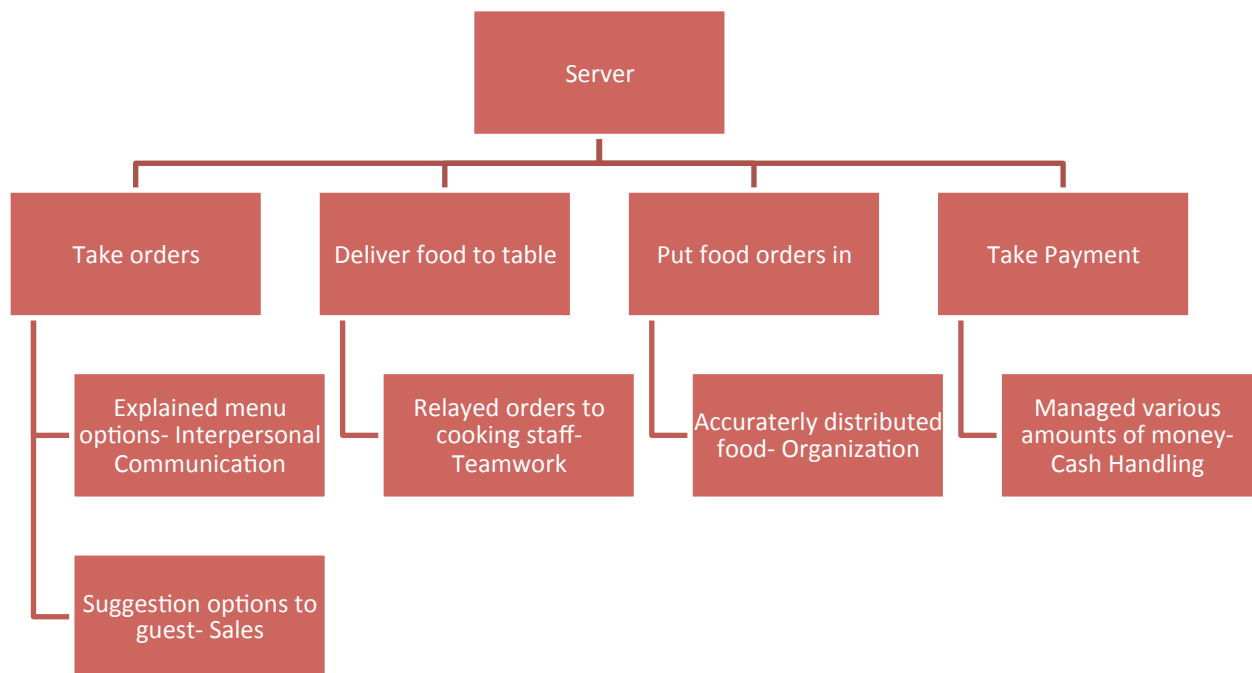 Server
Take orders
Deliver food to table
Put food orders in
Take Payment
Explained menu
options- Interpersonal
Communication
Relayed orders to
cooking staff-
Teamwork
Accuraterly distributed
food- Organization
Managed various
amounts of money-
Cash Handling
Suggestion options to
guest- Sales